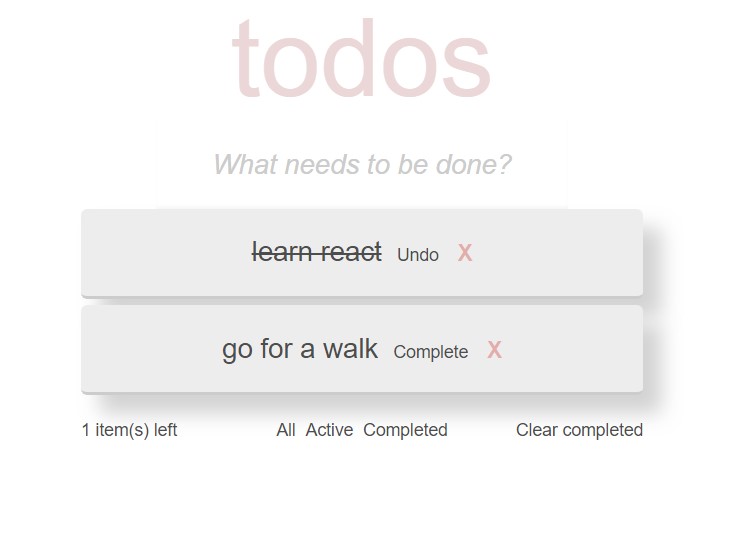 todos
What needs to be done?
learn react Undo X
go for a walk Complete X
1 item(s) left All Active Completed Clear completed